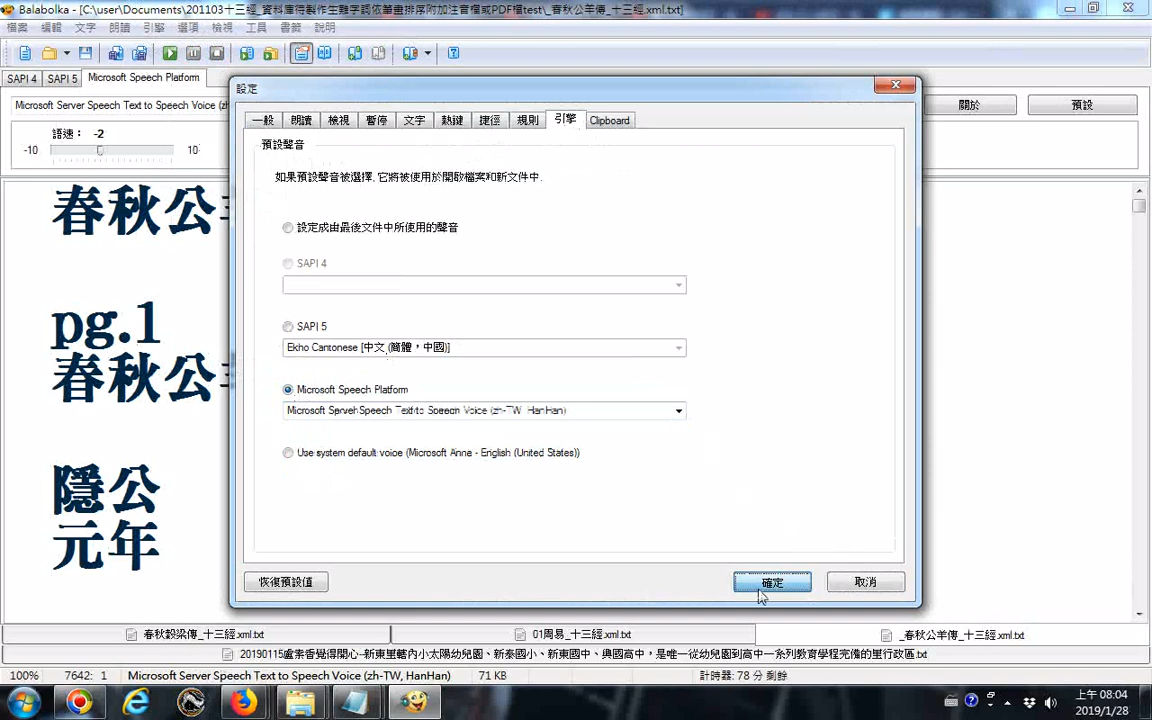 Balabolka - [C:\user\Documents\201103十三經_資料庫待製作生難字詞依筆畫排序附加注音檔或PDF檔test\_春秋公羊傳_十三經.xml.txt]
檔案 編輯 文字 朗讀 引擎 選項 檢視 工具 書籤 說明
SAPI 4 SAPI 5 Microsoft Speech Platform
設定
Microsoft Server Speech Text to Speech Voice (zh
關於 預設
一般 朗讀 檢視 暫停 文字 熱鍵 捷徑 規則 引擎 Clipboard
語速： -2
-10 10
預設聲音
如果預設聲音被選擇, 它將被使用於開啟檔案和新文件中.
春秋公
設定成由最後文件中所使用的聲音
SAPI 4
pg.1
SAPI 5
Ekho Cantonese [中文 (簡體，中國)]
春秋公
Microsoft Speech Platform
Microsoft Server Speech Text to Speech Voice (zh-TW, HanHan)
Use system default voice (Microsoft Anna - English (United States))
隱公
元年
恢復預設值 確定 取消
春秋穀梁傳_十三經.xml.txt 01周易_十三經.xml.txt _春秋公羊傳_十三經.xml.txt
20190115盧素香覺得開心-新東里轄內小太陽幼兒園、新泰國小、新東國中、興國高中，是唯一從幼兒園到高中一系列教育學程完備的里行政區.txt
100% 7642: 1 Microsoft Server Speech Text to Speech Voice (zh-TW, HanHan) 71 KB 計時器: 78 分 剩餘
上午 08:04
2019/1/28